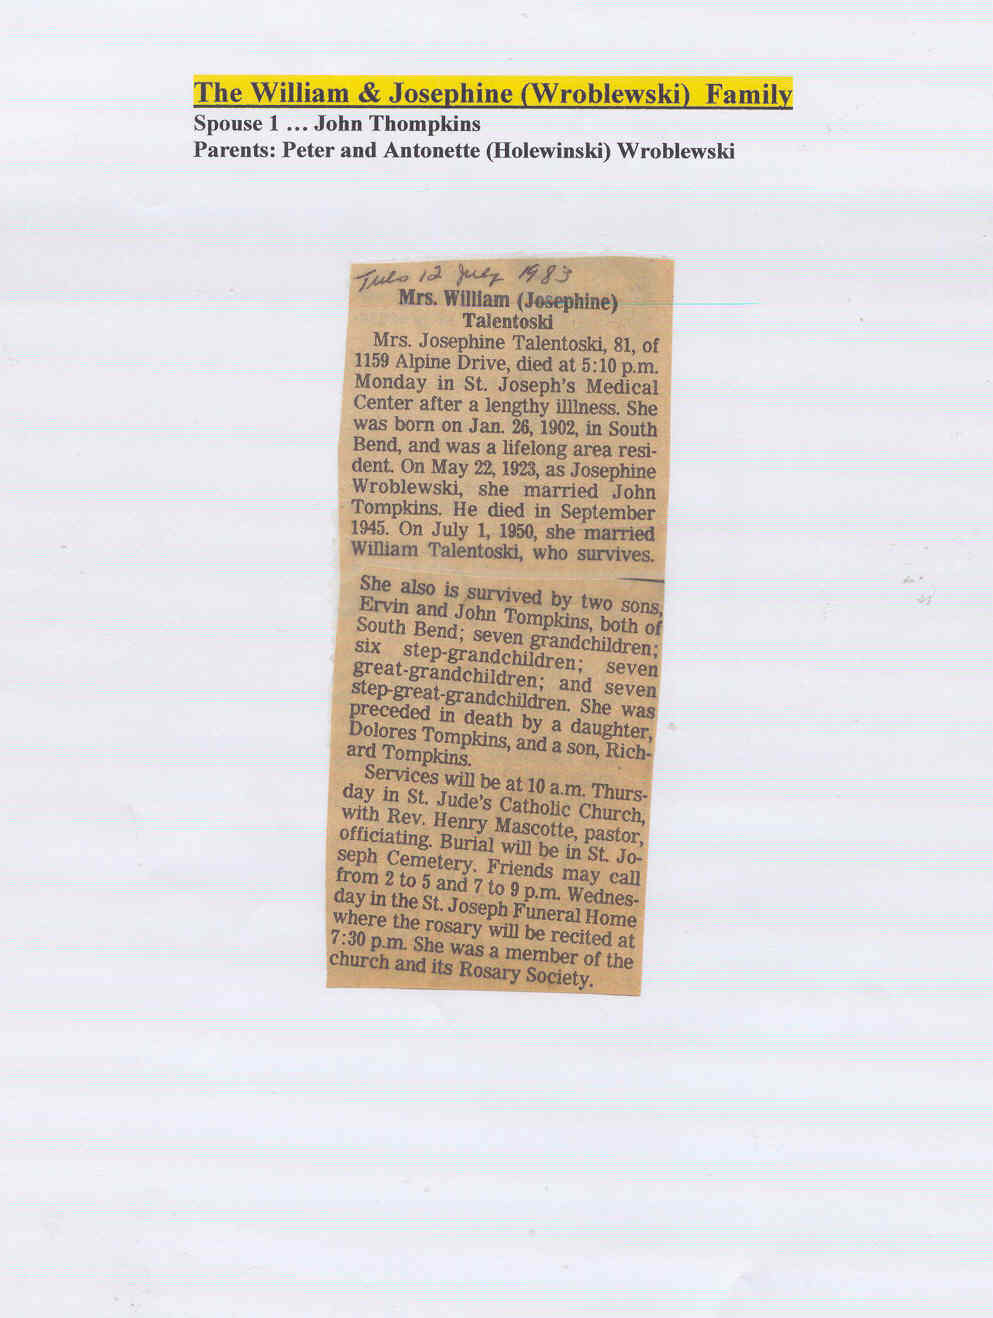 The William & Josephine (Wroblewski) Family
Spouse 1 ... John Thompkins
Parents: Peter and Antonette (Holewinski) Wroblewski
Tues 12 July 1983
Mrs. William (Josephine)
Talentoski
Mrs. Josephine Talentoski, 81, of
1159 Alpine Drive, died at 5:10 p.m.
Monday in St. Joseph's Medical
Center after a lengthy illlness. She
was born on Jan. 26, 1902, in South
Bend, and was a lifelong area resi-
dent. On May 22, 1923, as Josephine
Wroblewski, she married John
Tompkins. He died in September
1945. On July 1, 1950, she married
William Talentoski, who survives.
She also is survived by two sons,
Ervin and John Tompkins, both of
South Bend; seven grandchildren;
six step-grandchildren; seven
great-grandchildren; and seven
step-great-grandchildren. She was
preceded in death by a daughter,
Dolores Tompkins, and a son, Rich-
ard Tompkins.
Services will be at 10 a.m. Thurs-
day in St. Jude's Catholic Church,
with Rev. Henry Mascotte, pastor,
officiating. Burial will be in St. Jo-
seph Cemetery. Friends may call
from 2 to 5 and 7 to 9 p.m. Wednes-
day in the St. Joseph Funeral Home
where the rosary will be recited at
7:30 p.m. She was a member of the
church and its Rosary Society.